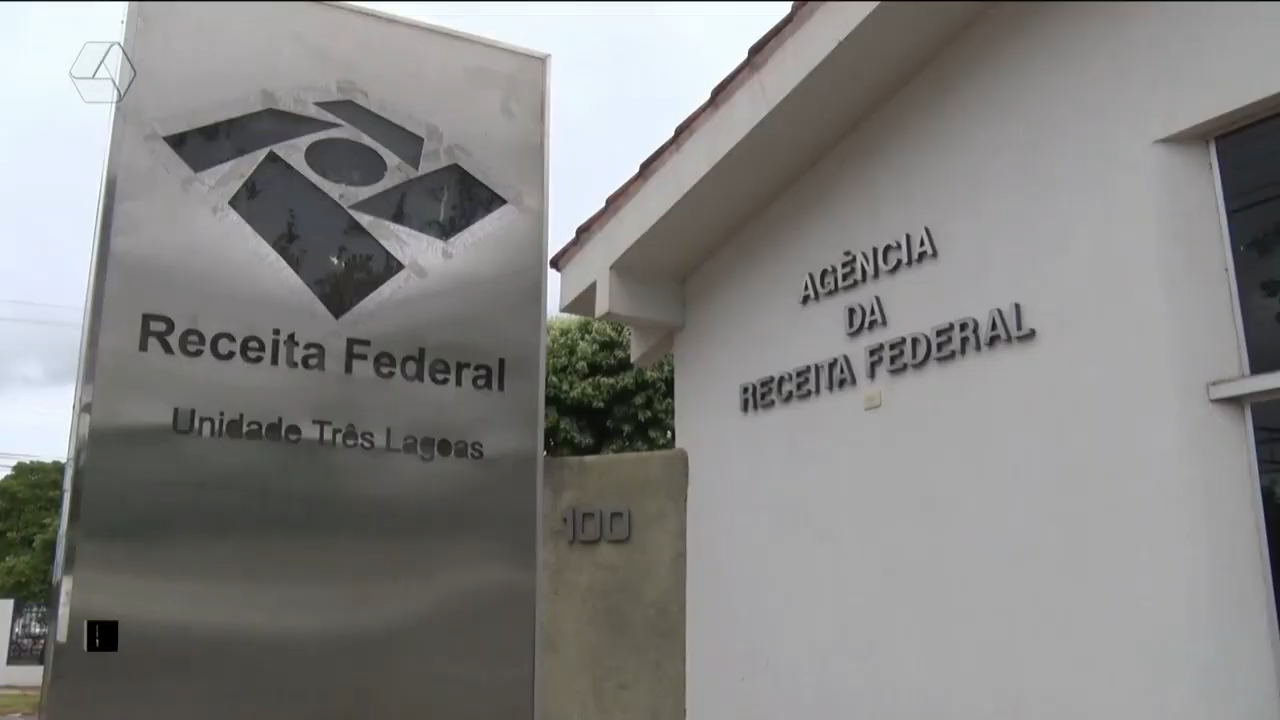 Receita Federal
Unidade Três Lagoas
100
AGÊNCIA
DA
RECEITA FEDERAL